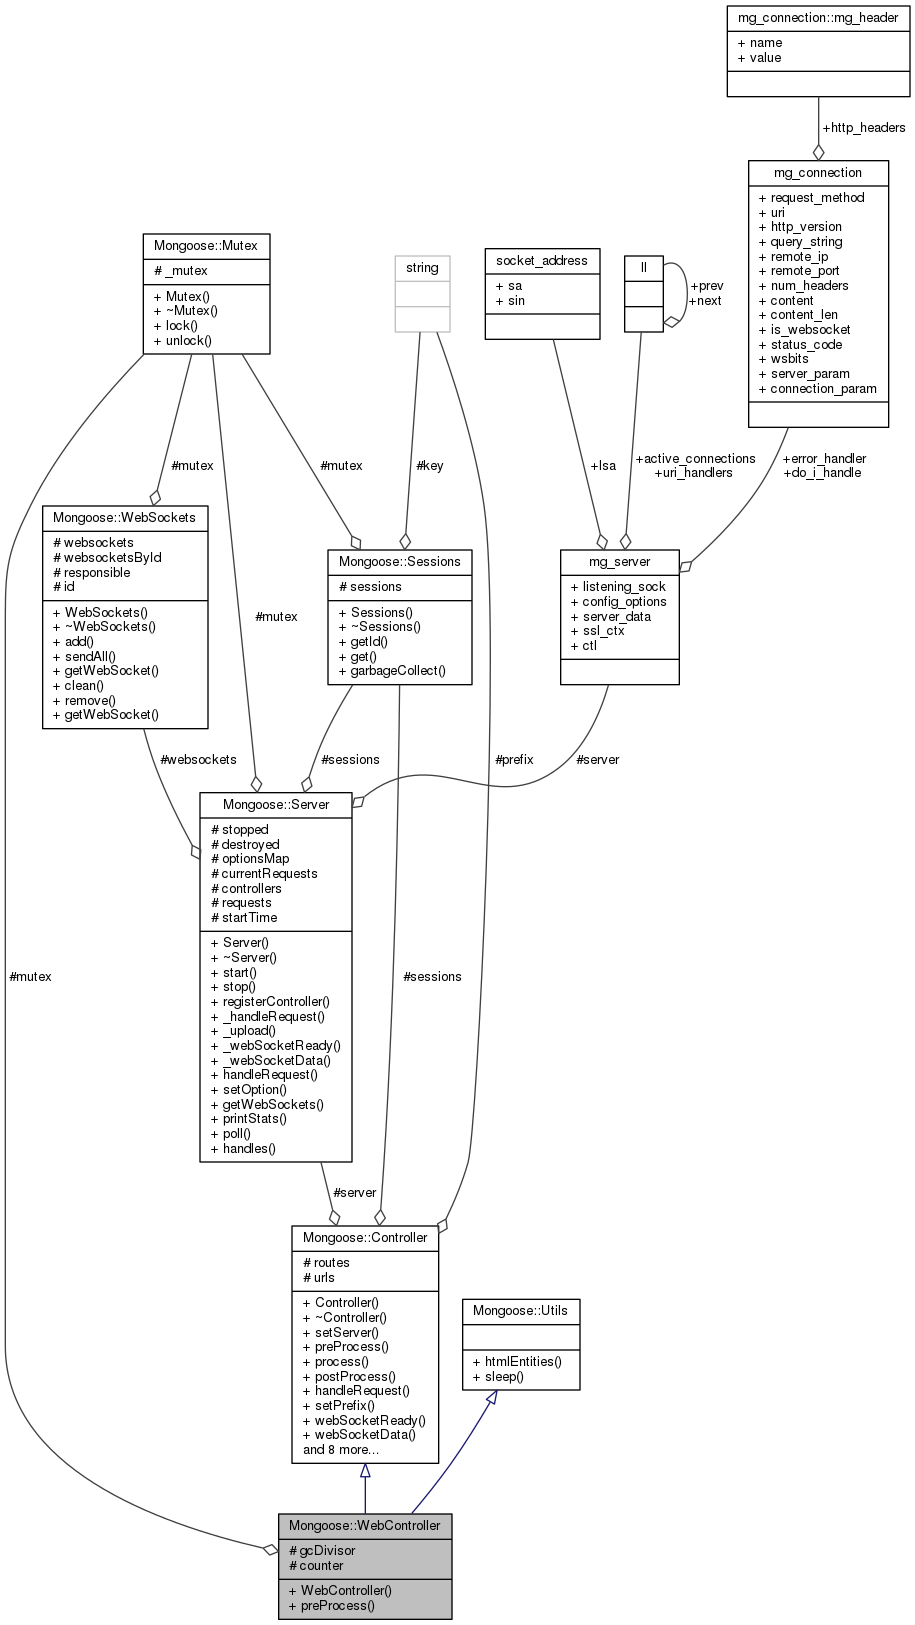 mg_connection::mg_header
+ name
+ value
+http_headers
mg_connection
+ request_method
+ uri
+ http_version
+ query_string
+ remote_ip
+ remote_port
+ num_headers
+ content
+ content_len
+ is_websocket
+ status_code
+ wsbits
+ server_param
+ connection_param
Mongoose::Mutex
# _mutex
+ Mutex()
+ ~Mutex()
+ lock()
+ unlock()
string
socket_address
+ sa
+ sin
ll
+prev
+next
#mutex
#mutex
#key
+lsa
+active_connections
+uri_handlers
+error_handler
+do_i_handle
Mongoose::WebSockets
# websockets
# websocketsById
# responsible
# id
+ WebSockets()
+ ~WebSockets()
+ add()
+ sendAll()
+ getWebSocket()
+ clean()
+ remove()
+ getWebSocket()
#mutex
Mongoose::Sessions
# sessions
+ Sessions()
+ ~Sessions()
+ getId()
+ get()
+ garbageCollect()
mg_server
+ listening_sock
+ config_options
+ server_data
+ ssl_ctx
+ ctl
#websockets
#sessions
#prefix
#server
Mongoose::Server
# stopped
# destroyed
# optionsMap
# currentRequests
# controllers
# requests
# startTime
+ Server()
+ ~Server()
+ start()
+ stop()
+ registerController()
+ _handleRequest()
+ _upload()
+ _webSocketReady()
+ _webSocketData()
+ handleRequest()
+ setOption()
+ getWebSockets()
+ printStats()
+ poll()
+ handles()
#mutex
#sessions
#server
Mongoose::Controller
# routes
# urls
+ Controller()
+ ~Controller()
+ setServer()
+ preProcess()
+ process()
+ postProcess()
+ handleRequest()
+ setPrefix()
+ webSocketReady()
+ webSocketData()
and 8 more...
Mongoose::Utils
+ htmlEntities()
+ sleep()
Mongoose::WebController
# gcDivisor
# counter
+ WebController()
+ preProcess()